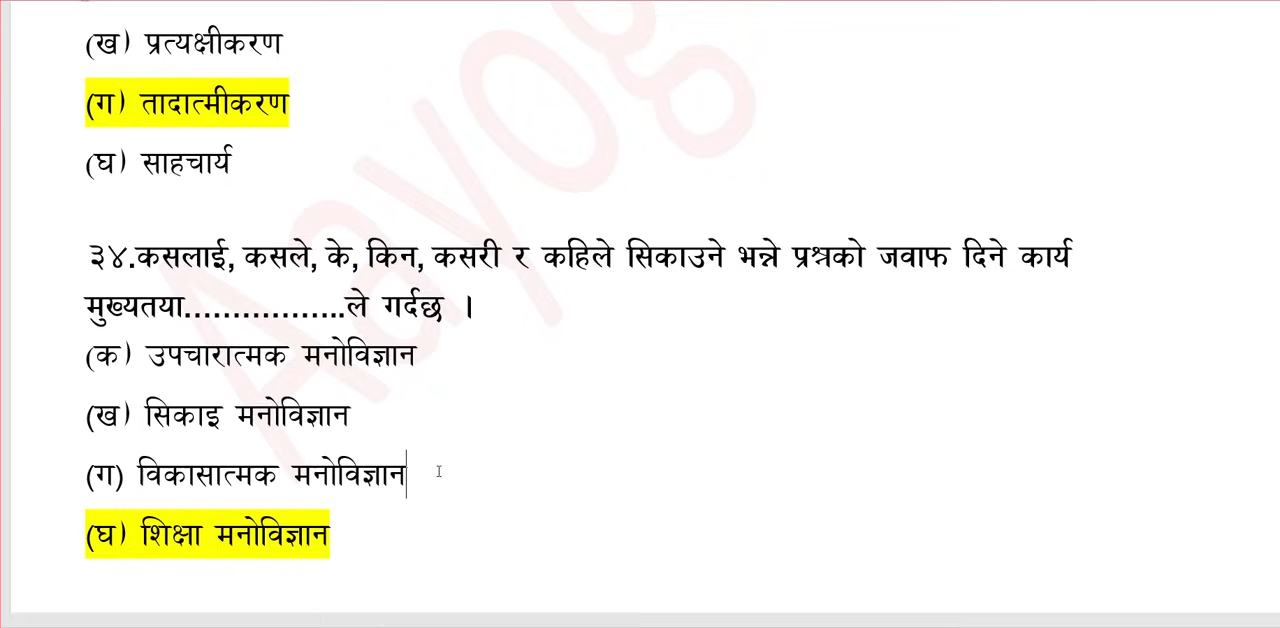 (ख) प्रत्यक्षीकरण
(ग) तादात्मीकरण
(घ) साहचार्य
३४.कसलाई, कसले, के, किन, कसरी र कहिले सिकाउने भन्ने प्रश्नको जवाफ दिने कार्य
मुख्यतया……………..ले गर्दछ ।
(क) उपचारात्मक मनोविज्ञान
(ख) सिकाइ मनोविज्ञान
(ग) विकासात्मक मनोविज्ञान
(घ) शिक्षा मनोविज्ञान
Aayog